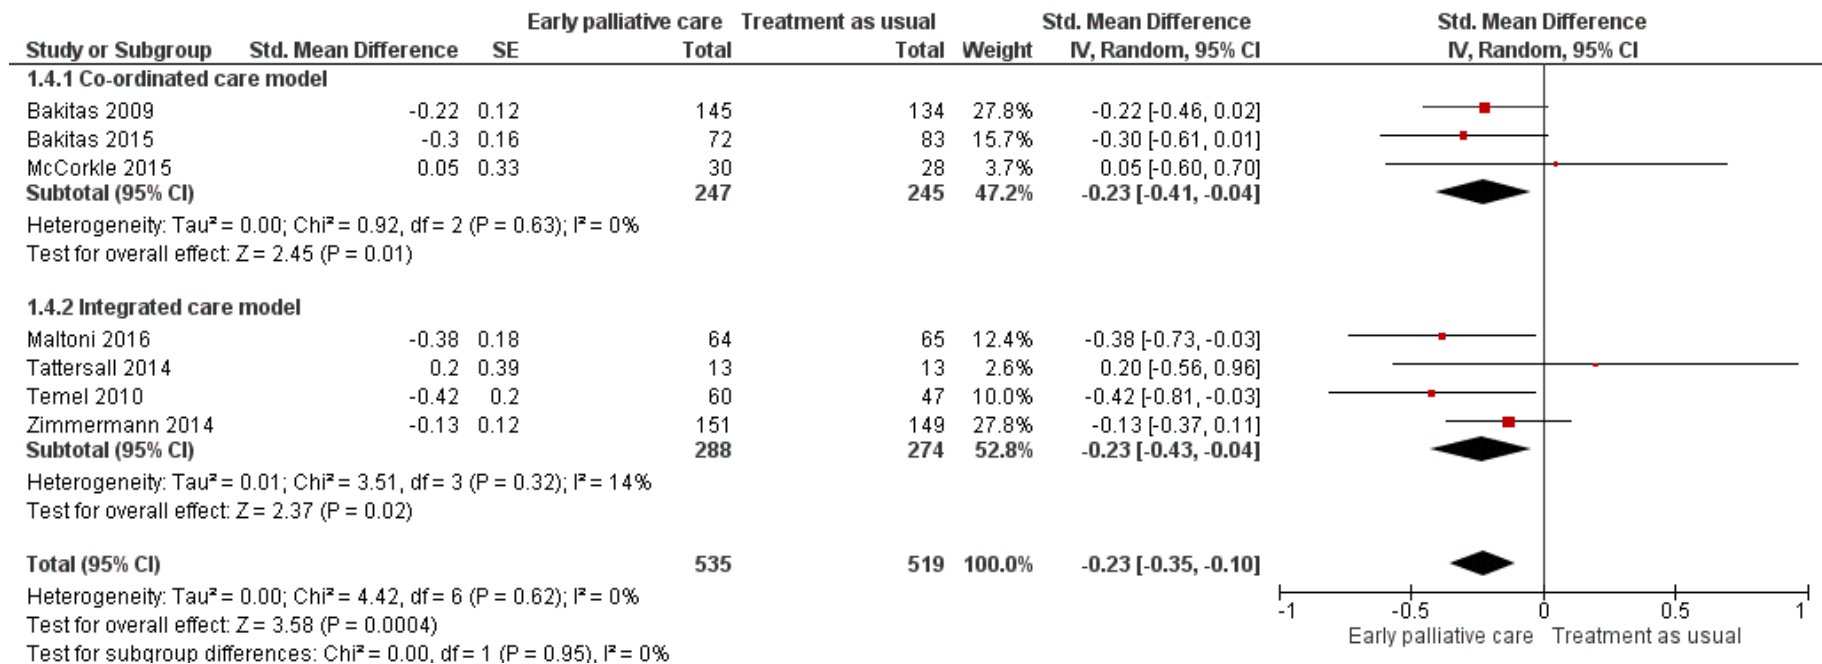 Early palliative care Treatment as usual Std. Mean Difference Std. Mean Difference
Study or Subgroup Std. Mean Difference SE Total Total Weight IV, Random, 95% CI IV, Random, 95% CI
1.4.1 Co-ordinated care model
Bakitas 2009 -0.22 0.12 145 134 27.8% -0.22 [-0.46, 0.02]
Bakitas 2015 -0.3 0.16 72 83 15.7% -0.30 [-0.61, 0.01]
McCorkle 2015 0.05 0.33 30 28 3.7% 0.05 [-0.60, 0.70]
Subtotal (95% CI) 247 245 47.2% -0.23 [-0.41, -0.04]
Heterogeneity: Tau² = 0.00; Chi² = 0.92, df = 2 (P = 0.63); I² = 0%
Test for overall effect: Z = 2.45 (P = 0.01)
1.4.2 Integrated care model
Maltoni 2016 -0.38 0.18 64 65 12.4% -0.38 [-0.73, -0.03]
Tattersall 2014 0.2 0.39 13 13 2.6% 0.20 [-0.56, 0.96]
Temel 2010 -0.42 0.2 60 47 10.0% -0.42 [-0.81, -0.03]
Zimmermann 2014 -0.13 0.12 151 149 27.8% -0.13 [-0.37, 0.11]
Subtotal (95% CI) 288 274 52.8% -0.23 [-0.43, -0.04]
Heterogeneity: Tau² = 0.01; Chi² = 3.51, df = 3 (P = 0.32); I² = 14%
Test for overall effect: Z = 2.37 (P = 0.02)
Total (95% CI) 535 519 100.0% -0.23 [-0.35, -0.10]
Heterogeneity: Tau² = 0.00; Chi² = 4.42, df = 6 (P = 0.62); I² = 0%
Test for overall effect: Z = 3.58 (P = 0.0004)
Test for subgroup differences: Chi² = 0.00, df = 1 (P = 0.95), I² = 0%
-1 -0.5 0 0.5 1
Early palliative care Treatment as usual